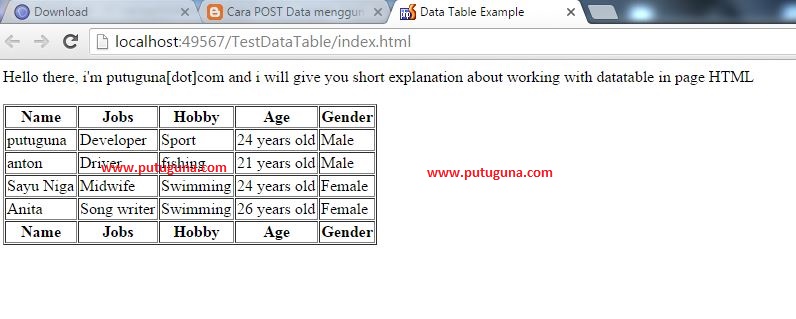 Download
Cara POST Data menggun
Data Table Example
localhost:49567/TestDataTable/index.html
Hello there, i'm putuguna[dot]com and i will give you short explanation about working with datatable in page HTML
Name Jobs Hobby Age Gender
putuguna Developer Sport 24 years old Male
anton Driver fishing 21 years old Male
www.putuguna.com
www.putuguna.com
Sayu Niga Midwife Swimming 24 years old Female
Anita Song writer Swimming 26 years old Female
Name Jobs Hobby Age Gender